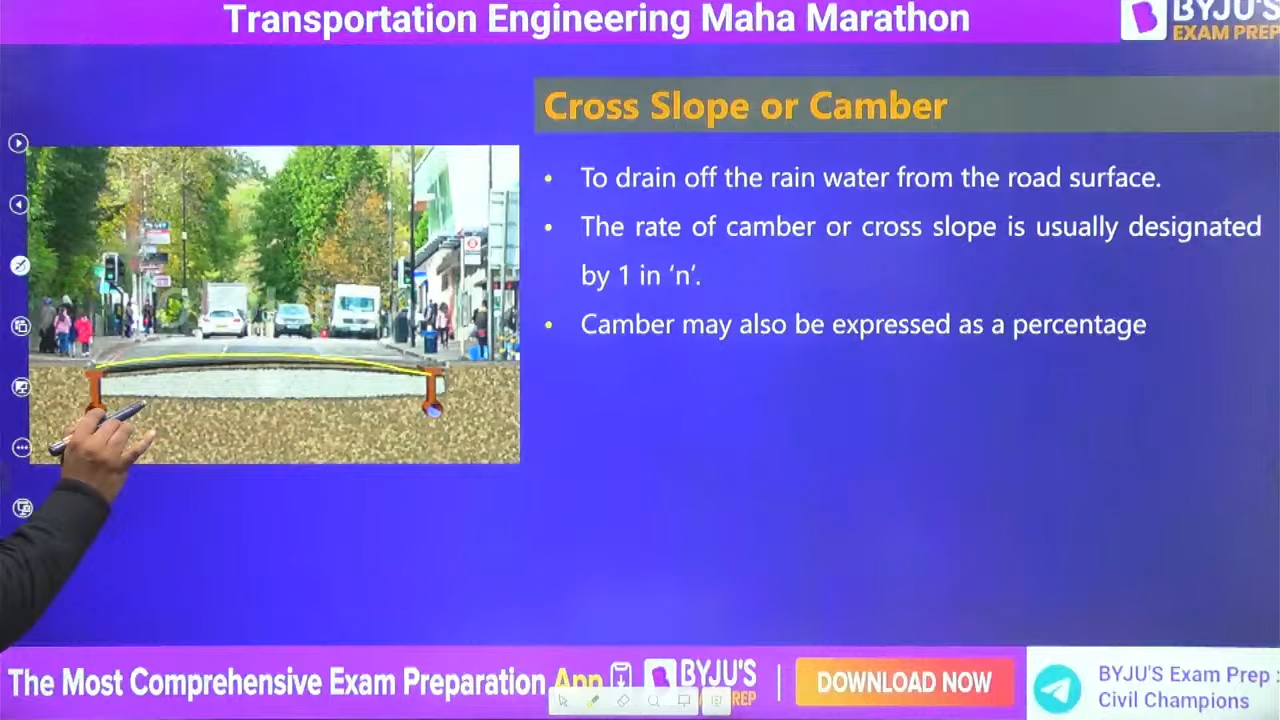 Transportation Engineering Maha Marathon
BYJU'S
EXAM PREP
Cross Slope or Camber
• To drain off the rain water from the road surface.
• The rate of camber or cross slope is usually designated
by 1 in ‘n’.
• Camber may also be expressed as a percentage
The Most Comprehensive Exam Preparation App
BYJU'S
DOWNLOAD NOW
BYJU'S Exam Prep :
Civil Champions